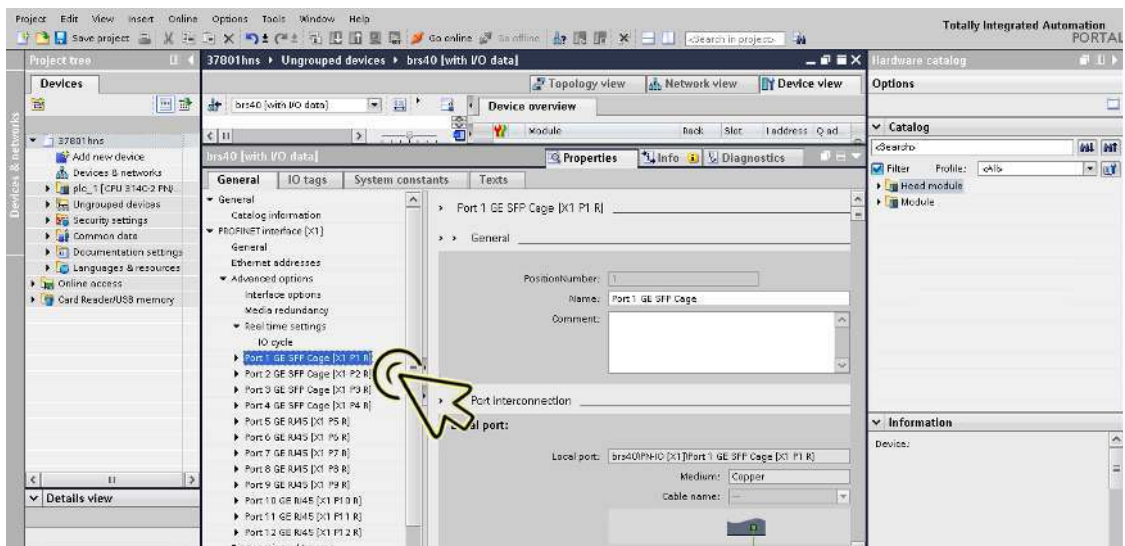 Project Edit View Insert Online Options Tools Window Help
Totally Integrated Automation
PORTAL
Save project Go online Go offline <Search in project>
Project tree
37801hns Ungrouped devices brs40 [with I/O data]
Hardware catalog
Devices
Topology view Network view Device view
Options
brs40 [with I/O data]
Device overview
Module Rack Slot I address Q ad
Catalog
<Search>
Filter Profile: <All>
Head module
Module
Devices & networks
37801hns
Add new device
Devices & networks
plc_1 [CPU 314C-2 PN/
Ungrouped devices
Security settings
Common data
Documentation settings
Languages & resources
Online access
Card Reader/USB memory
Details view
brs40 [with I/O data]
Properties Info Diagnostics
General IO tags System constants Texts
General
Catalog information
PROFINET interface [X1]
General
Ethernet addresses
Advanced options
Interface options
Media redundancy
Real time settings
IO cycle
Port 1 GE SFP Cage [X1 P1 R]
Port 2 GE SFP Cage [X1 P2 R]
Port 3 GE SFP Cage [X1 P3 R]
Port 4 GE SFP Cage [X1 P4 R]
Port 5 GE RJ45 [X1 P5 R]
Port 6 GE RJ45 [X1 P6 R]
Port 7 GE RJ45 [X1 P7 R]
Port 8 GE RJ45 [X1 P8 R]
Port 9 GE RJ45 [X1 P9 R]
Port 10 GE RJ45 [X1 P10 R]
Port 11 GE RJ45 [X1 P11 R]
Port 12 GE RJ45 [X1 P12 R]
Port 1 GE SFP Cage [X1 P1 R]
General
PositionNumber: 1
Name: Port 1 GE SFP Cage
Comment:
Port interconnection
port:
Local port: brs40\PN-IO [X1]\Port 1 GE SFP Cage [X1 P1 R]
Medium: Copper
Cable name: ---
Information
Device: